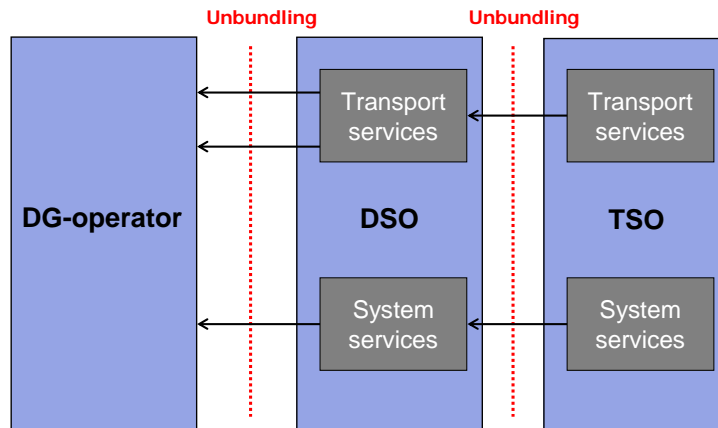 Unbundling
Unbundling
Transport
services
Transport
services
DG-operator
DSO
TSO
System
services
System
services